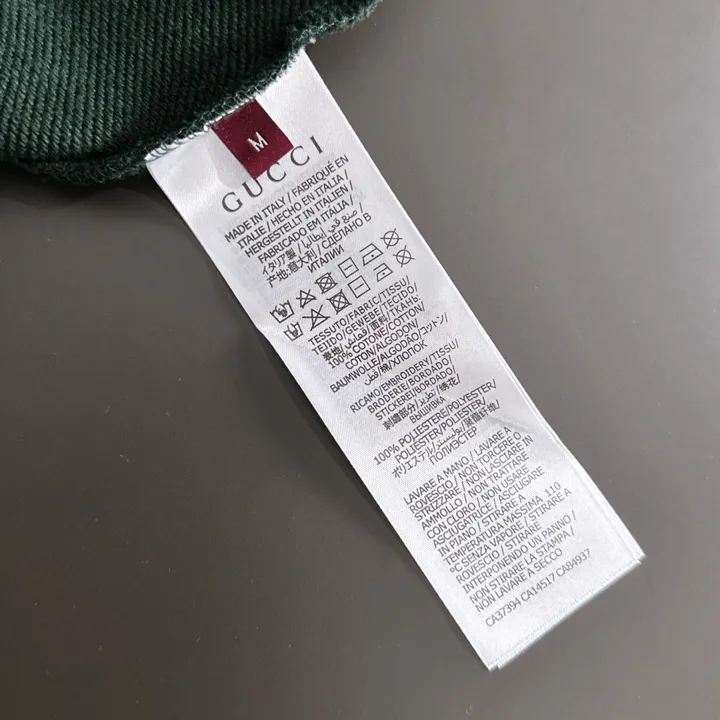 M
GUCCI
MADE IN ITALY / FABRIQUÉ EN
ITALIE / HECHO EN ITALIA /
HERGESTELLT IN ITALIEN /
FABRICADO EM ITALIA /
イタリア製 / صنع في إيطاليا /
产地:意大利 / СДЕЛАНО В
ИТАЛИИ
TESSUTO/FABRIC/TISSU/
TEJIDO/GEWEBE/TECIDO/
表地/قماش/面料/ТКАНЬ
100% COTONE/COTTON/
COTON/ALGODON/
BAUMWOLLE/ALGODÃO/コットン/
قطن/棉/ХЛОПОК
RICAMO/EMBROIDERY/TISSU/
BRODERIE/BORDADO/
STICKEREI/BORDADO/
刺繍部分/تطريز/绣花/
ВЫШИВКА
100% POLIESTERE/POLYESTER/
POLIESTER/POLYESTER/
ポリエステル/بوليستر/聚酯纤维/
ПОЛИЭСТЕР
LAVARE A MANO / LAVARE A
ROVESCIO / NON TORCERE O
STRIZZARE / NON LASCIARE IN
AMMOLLO / NON TRATTARE
CON CLORO / NON USARE
ASCIUGATRICE / ASCIUGARE
IN PIANO / STIRARE A
TEMPERATURA MASSIMA 110
°C SENZA VAPORE / STIRARE A
ROVESCIO / STIRARE
INTERPONENDO UN PANNO /
NON STIRARE LA STAMPA /
NON LAVARE A SECCO
CA37394 CA14517 CA84937